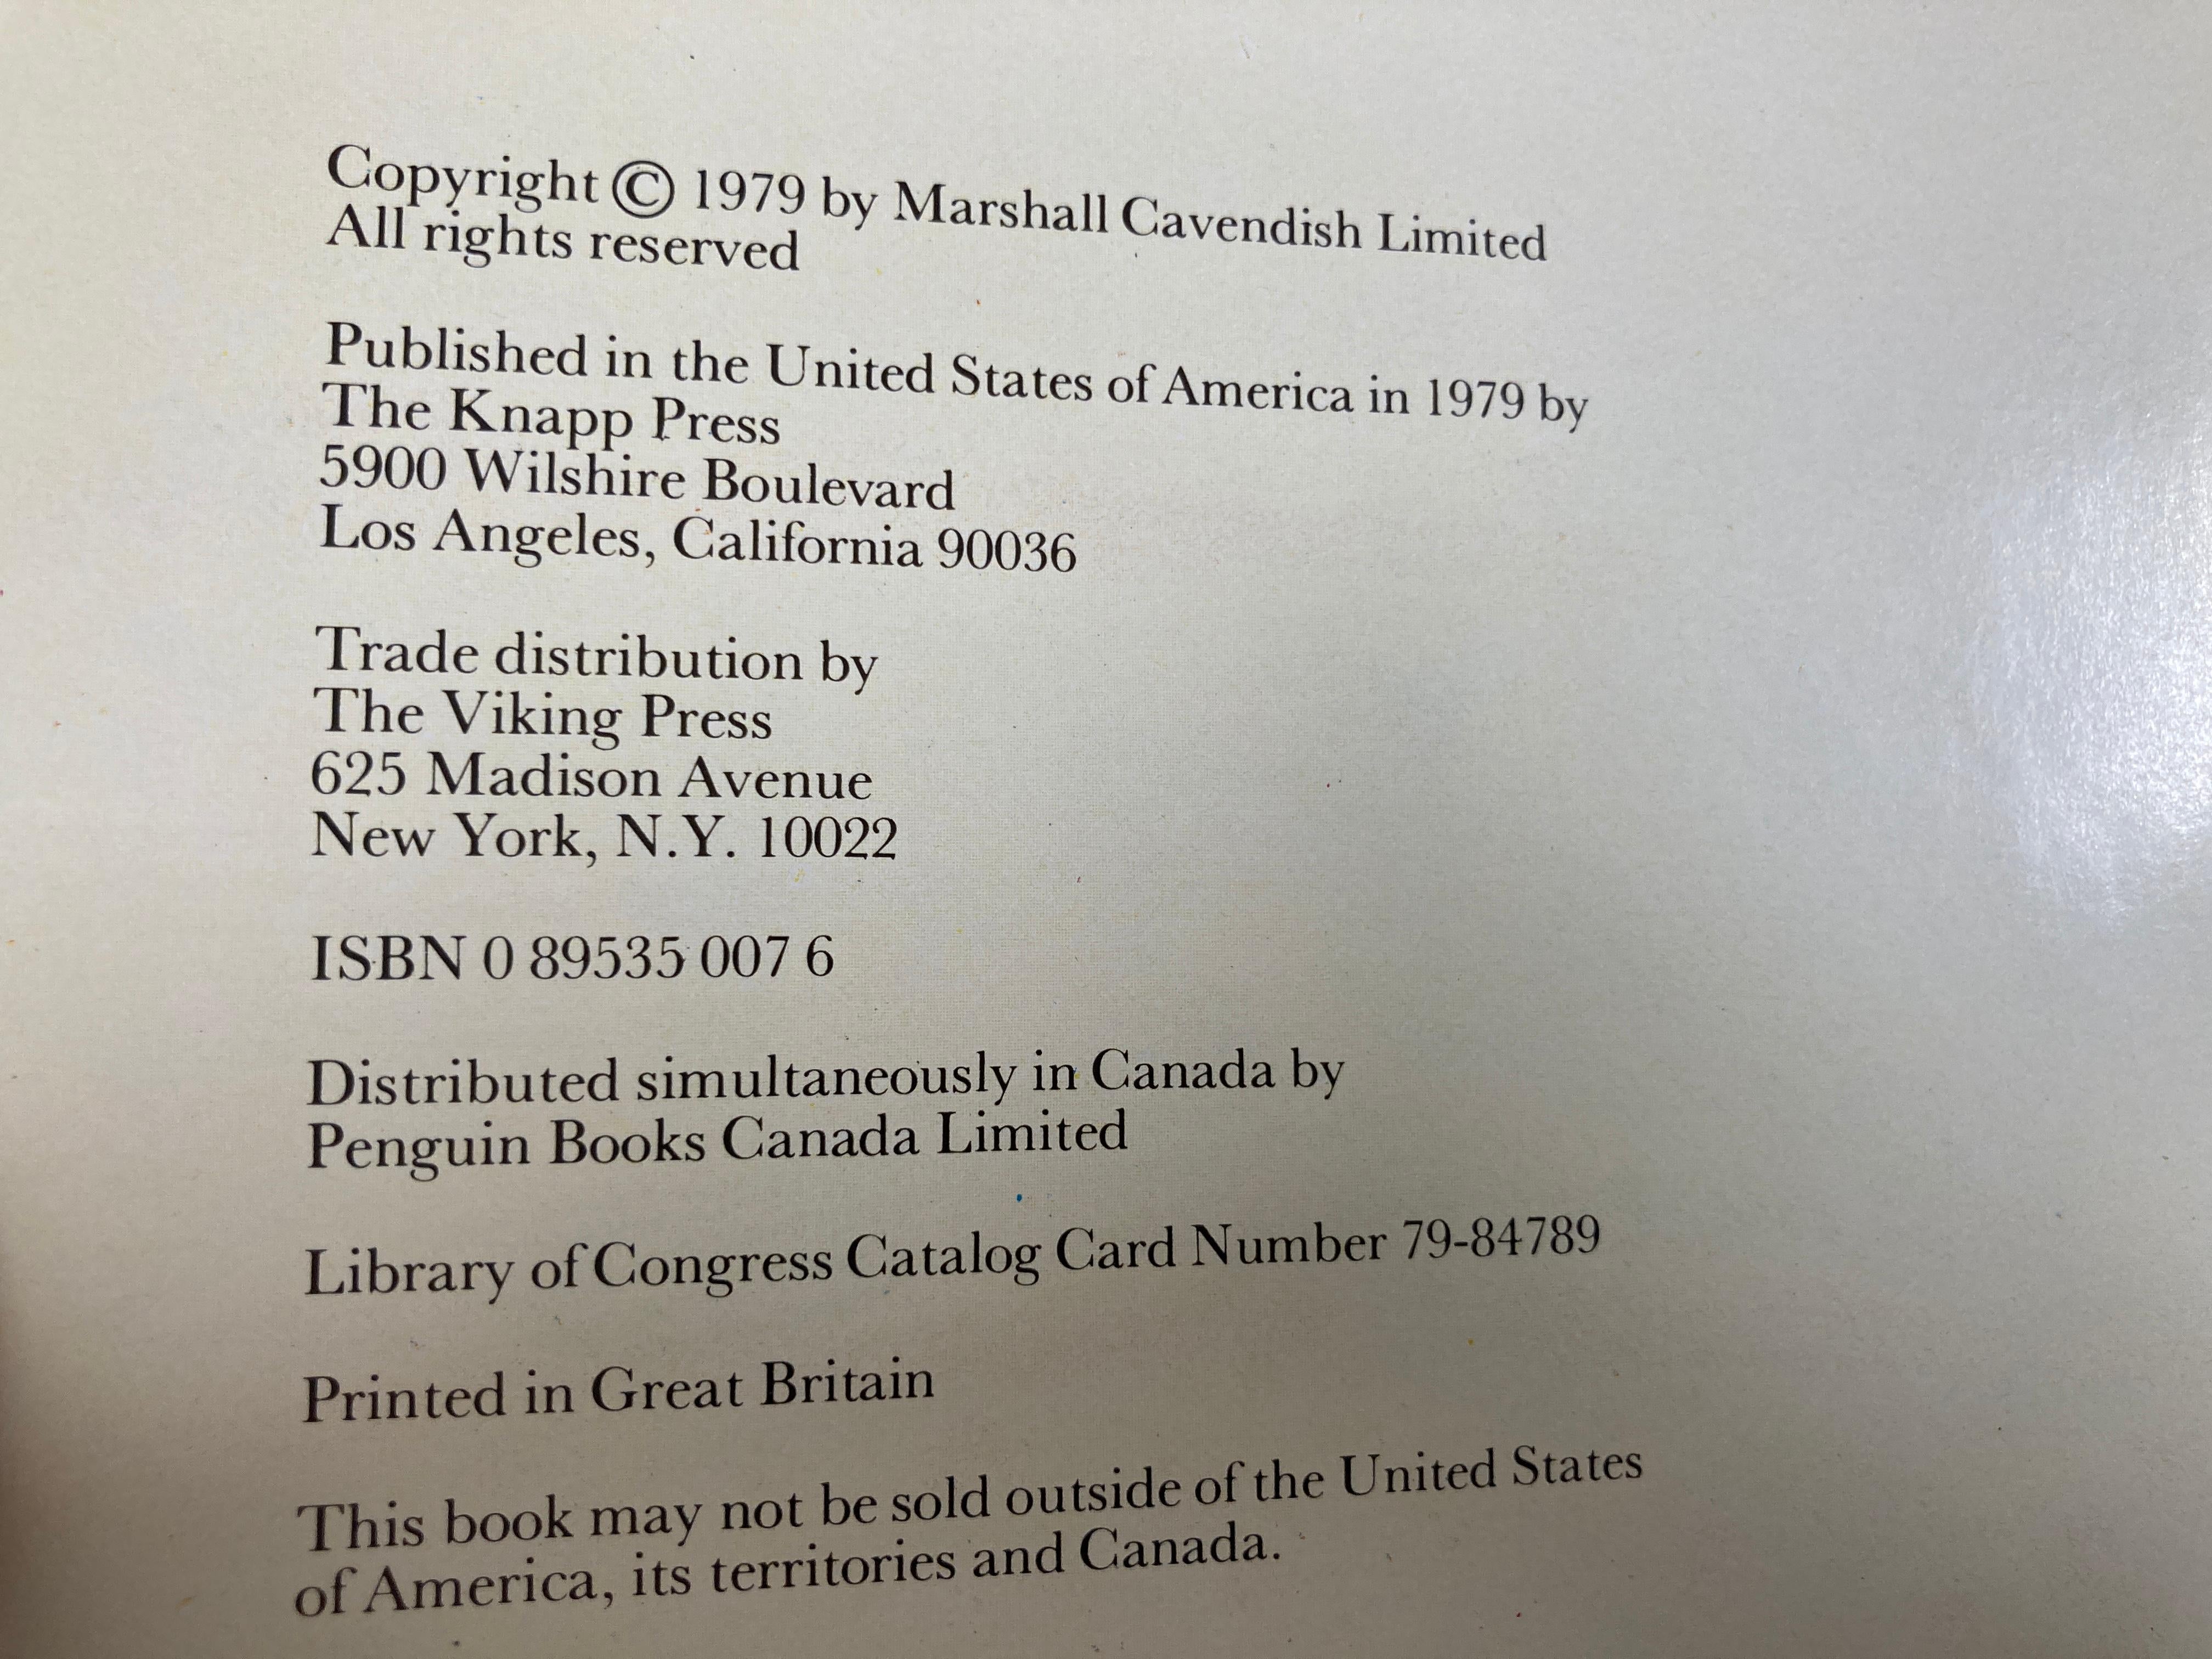 Copyright © 1979 by Marshall Cavendish Limited
All rights reserved
Published in the United States of America in 1979 by
The Knapp Press
5900 Wilshire Boulevard
Los Angeles, California 90036
Trade distribution by
The Viking Press
625 Madison Avenue
New York, N.Y. 10022
ISBN 0 89535 007 6
Distributed simultaneously in Canada by
Penguin Books Canada Limited
Library of Congress Catalog Card Number 79-84789
Printed in Great Britain
This book may not be sold outside of the United States
of America, its territories and Canada.